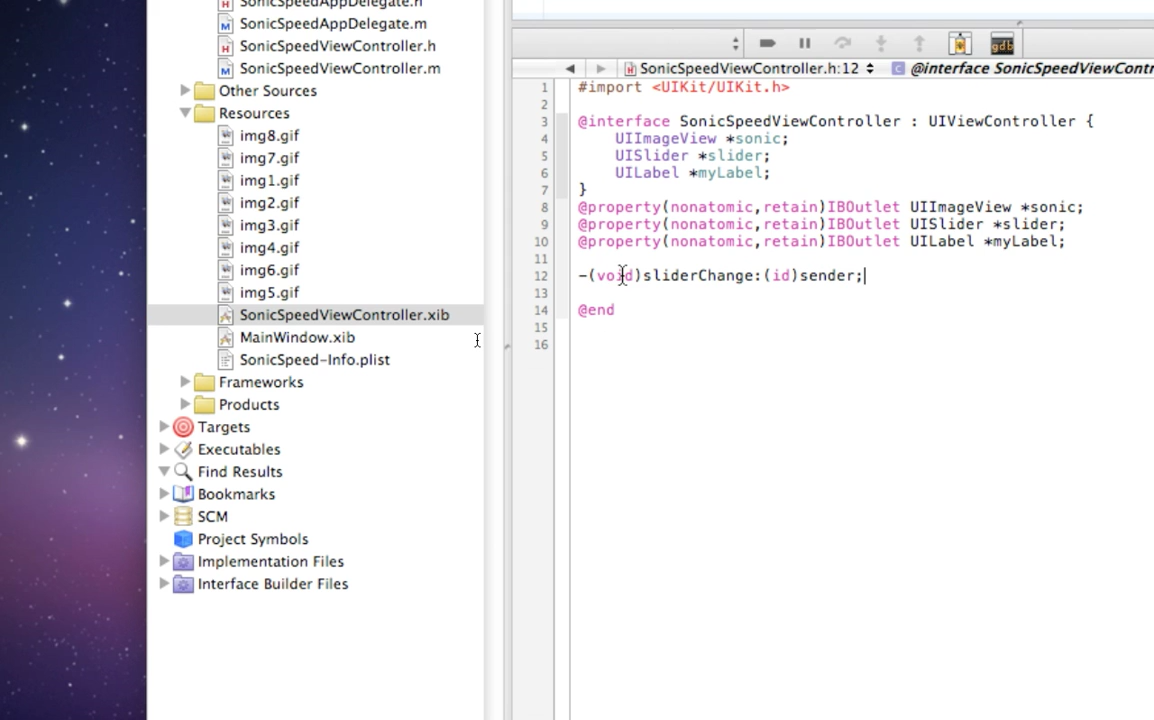 SonicSpeedAppDelegate.h
SonicSpeedAppDelegate.m
SonicSpeedViewController.h
SonicSpeedViewController.m
Other Sources
Resources
img8.gif
img7.gif
img1.gif
img2.gif
img3.gif
img4.gif
img6.gif
img5.gif
SonicSpeedViewController.xib
MainWindow.xib
SonicSpeed-Info.plist
Frameworks
Products
Targets
Executables
Find Results
Bookmarks
SCM
Project Symbols
Implementation Files
Interface Builder Files
gdb
SonicSpeedViewController.h:12 @interface SonicSpeedViewContr
1 #import <UIKit/UIKit.h>
2
3 @interface SonicSpeedViewController : UIViewController {
4 UIImageView *sonic;
5 UISlider *slider;
6 UILabel *myLabel;
7 }
8 @property(nonatomic,retain)IBOutlet UIImageView *sonic;
9 @property(nonatomic,retain)IBOutlet UISlider *slider;
10 @property(nonatomic,retain)IBOutlet UILabel *myLabel;
11
12 -(void)sliderChange:(id)sender;
13
14 @end
15
16